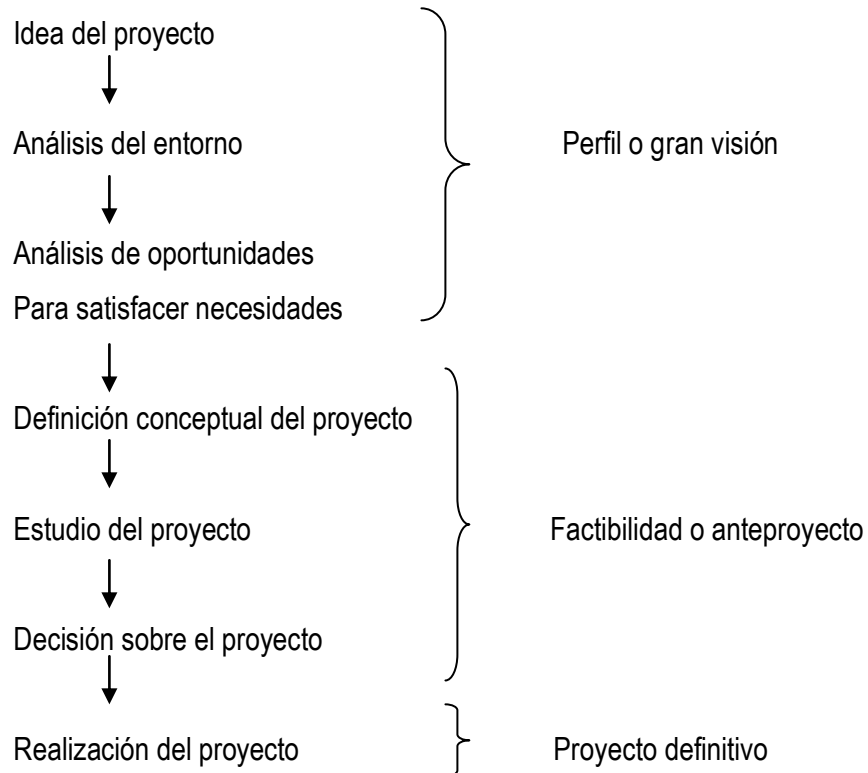 Idea del proyecto
Análisis del entorno
Perfil o gran visión
Análisis de oportunidades
Para satisfacer necesidades
Definición conceptual del proyecto
Estudio del proyecto
Factibilidad o anteproyecto
Decisión sobre el proyecto
Realización del proyecto
Proyecto definitivo